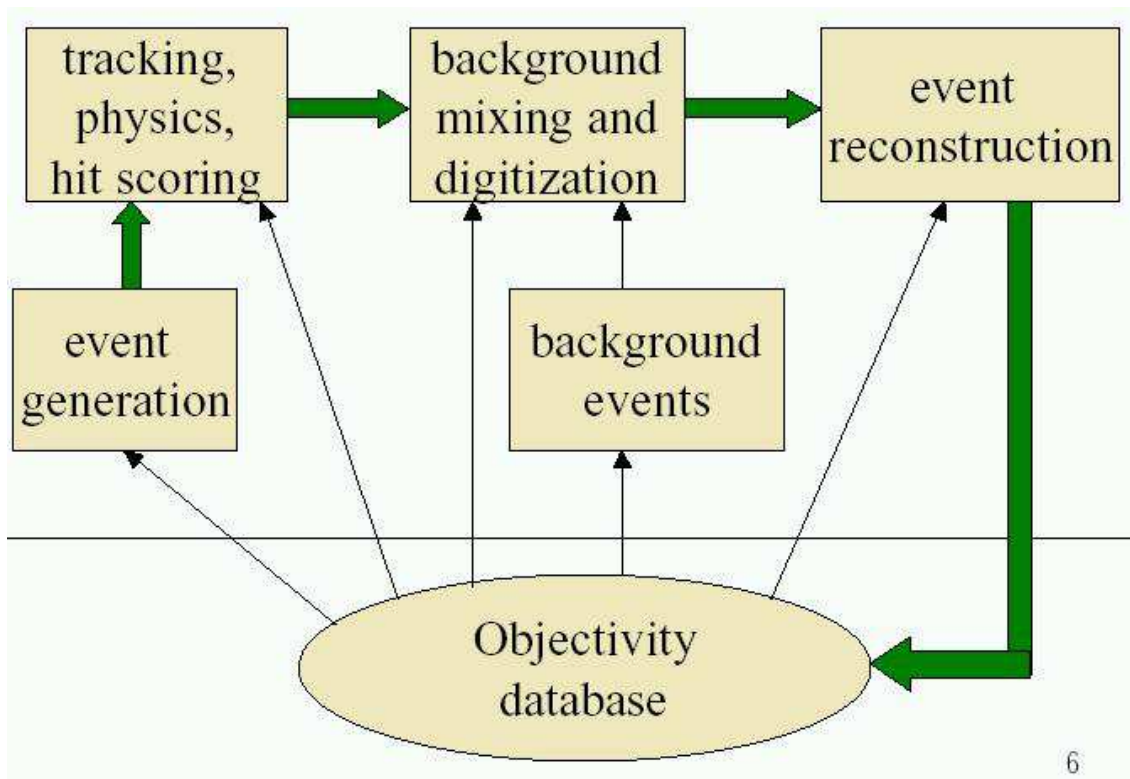 tracking,
physics,
hit scoring
background
mixing and
digitization
event
reconstruction
event
generation
background
events
Objectivity
database
6